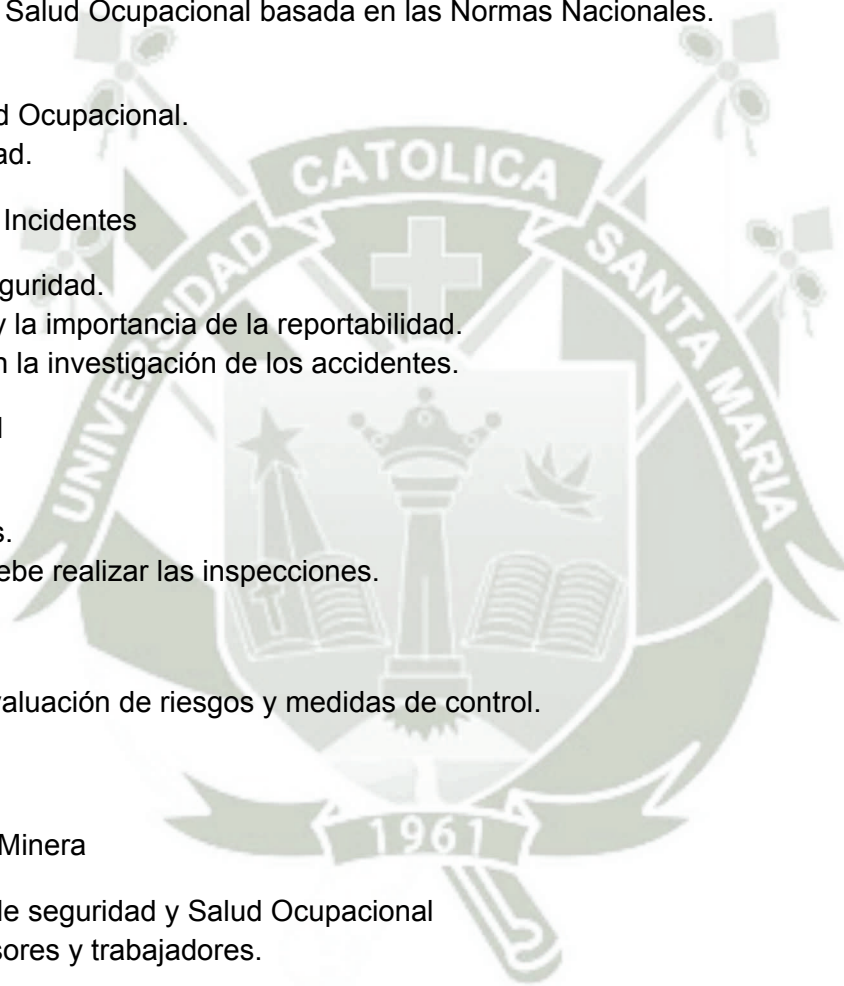 Salud Ocupacional basada en las Normas Nacionales.
d Ocupacional.
ad.
Incidentes
guridad.
y la importancia de la reportabilidad.
n la investigación de los accidentes.
l
s.
ebe realizar las inspecciones.
valuación de riesgos y medidas de control.
Minera
de seguridad y Salud Ocupacional
sores y trabajadores.
UNIVERSIDAD CATOLICA SANTA MARIA
1961